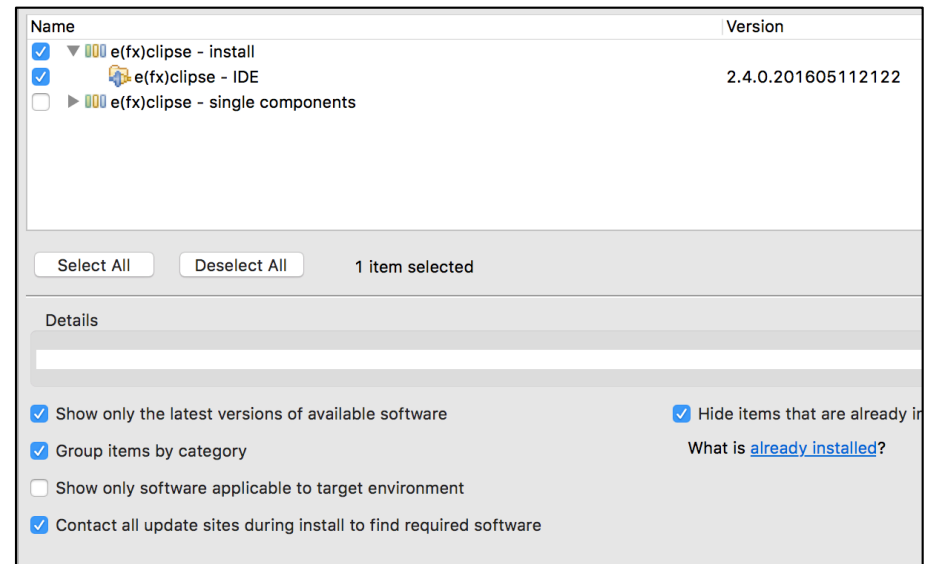 Name Version
e(fx)clipse - install
e(fx)clipse - IDE 2.4.0.201605112122
e(fx)clipse - single components
Select All Deselect All 1 item selected
Details
Show only the latest versions of available software Hide items that are already
Group items by category What is already installed?
Show only software applicable to target environment
Contact all update sites during install to find required software